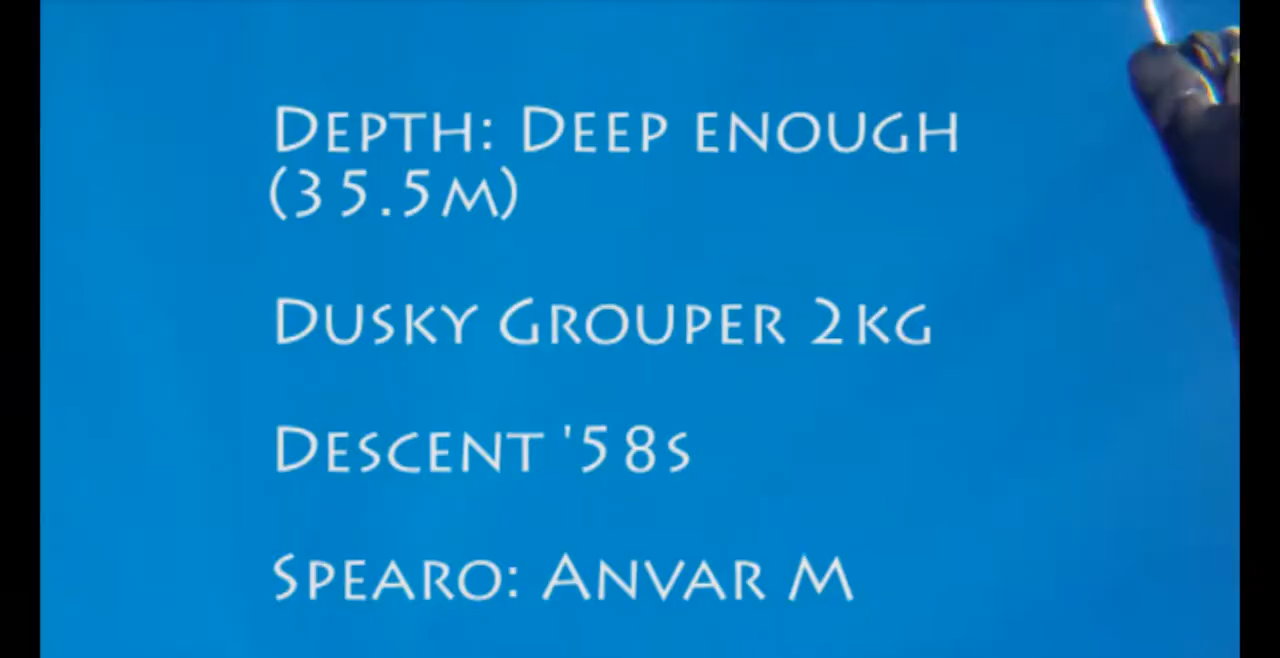 Depth: Deep enough
(35.5m)
Dusky Grouper 2kg
Descent '58s
Spearo: Anvar M